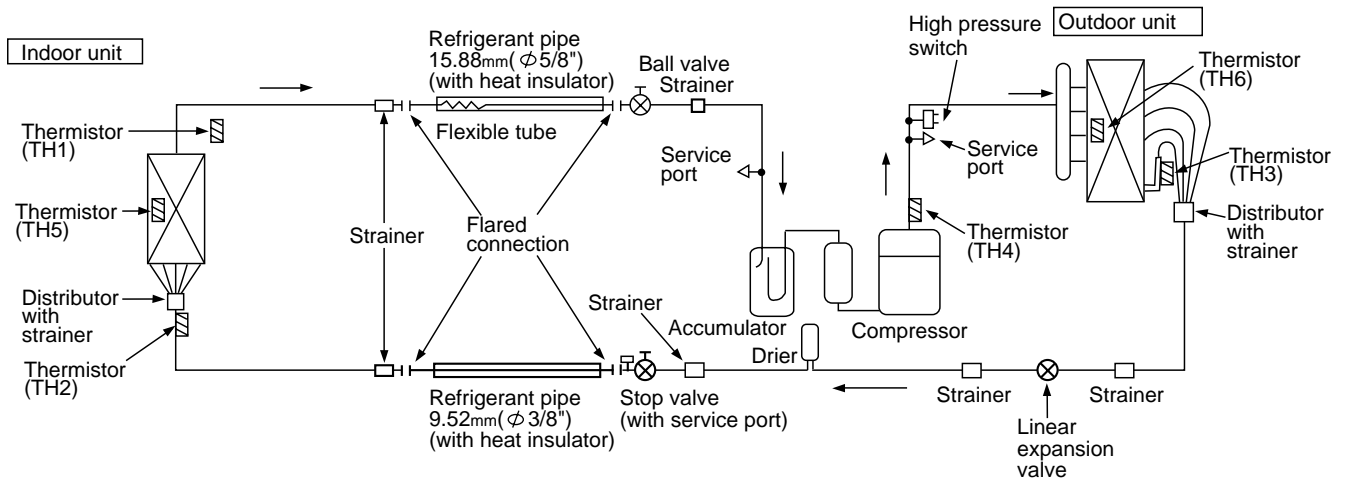 Indoor unit
Refrigerant pipe
15.88mm(ϕ5/8")
(with heat insulator)
Flexible tube
Ball valve
Strainer
High pressure
switch
Outdoor unit
Thermistor
(TH6)
Thermistor
(TH1)
Service
port
Service
port
Thermistor
(TH3)
Thermistor
(TH5)
Strainer
Flared
connection
Thermistor
(TH4)
Distributor
with
strainer
Distributor
with
strainer
Strainer
Accumulator
Compressor
Drier
Thermistor
(TH2)
Refrigerant pipe
9.52mm(ϕ3/8")
(with heat insulator)
Stop valve
(with service port)
Strainer
Strainer
Linear
expansion
valve